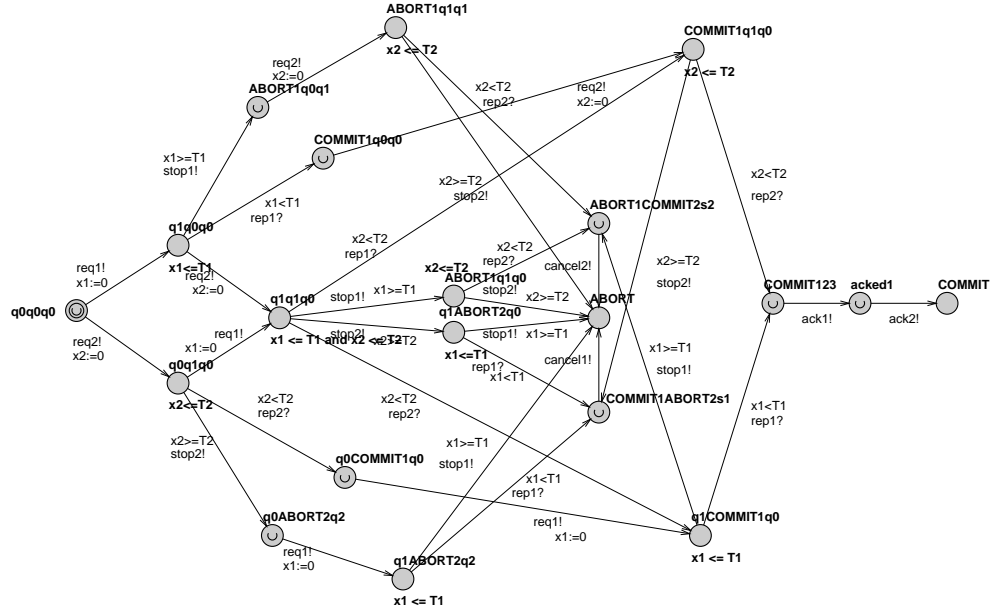 ABORT1q1q1
x2 <= T2
COMMIT1q1q0
x2 <= T2
req2!
x2:=0
ABORT1q0q1
x2<T2
rep2?
req2!
x2:=0
COMMIT1q0q0
x1>=T1
stop1!
x1<T1
rep1?
x2>=T2
stop2!
x2<T2
rep2?
ABORT1COMMIT2s2
q1q0q0
x1<=T1
x2<T2
rep1?
x2<T2
rep2?
req1!
x1:=0
req2!
x2:=0
x2<=T2
ABORT1q1q0
cancel2!
x2>=T2
stop2!
q0q0q0
q1q1q0
stop1!
x1>=T1
stop2!
x2>=T2
ABORT
COMMIT123
acked1
COMMIT
ack1!
ack2!
q1ABORT2q0
req2!
x2:=0
req1!
x1:=0
x1 <= T1 and x2 <= T2
stop2!
x2>=T2
stop1!
x1>=T1
x1<=T1
rep1?
x1<T1
cancel1!
x1>=T1
stop1!
q0q1q0
x2<=T2
x2<T2
rep2?
x2<T2
rep2?
COMMIT1ABORT2s1
x1<T1
rep1?
x2>=T2
stop2!
x1>=T1
stop1!
q0COMMIT1q0
x1<T1
rep1?
q0ABORT2q2
req1!
x1:=0
q1COMMIT1q0
x1 <= T1
req1!
x1:=0
q1ABORT2q2
x1 <= T1